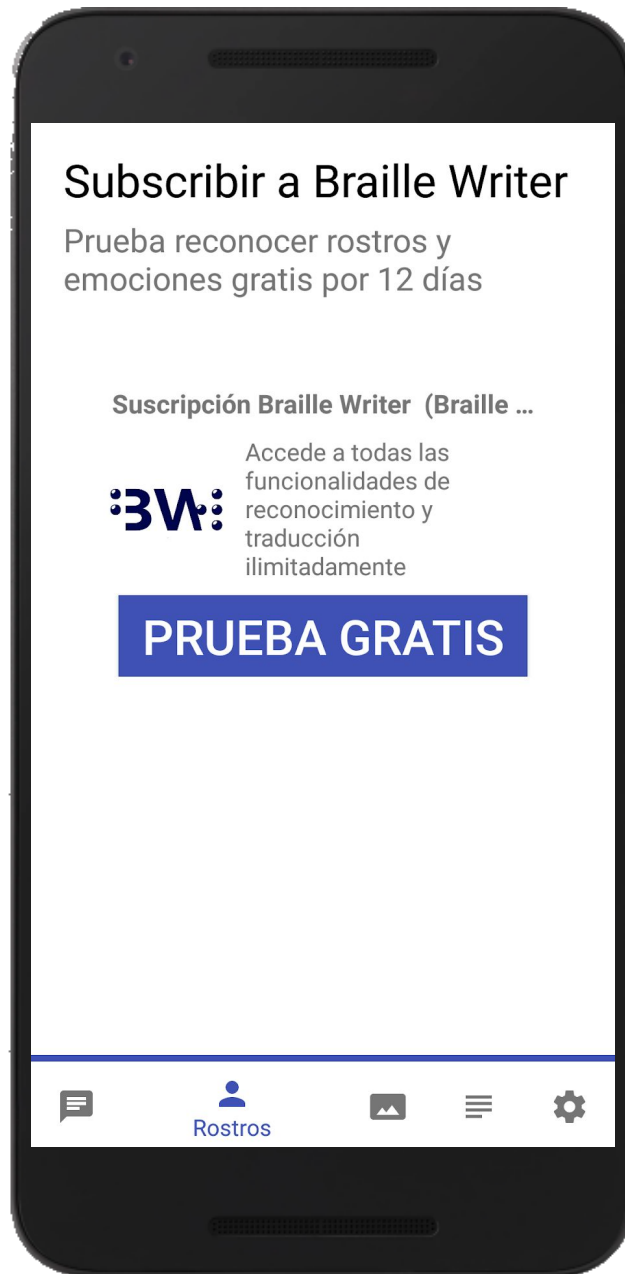 Subscribir a Braille Writer
Prueba reconocer rostros y
emociones gratis por 12 días
Suscripción Braille Writer (Braille ...
Accede a todas las
funcionalidades de
reconocimiento y
traducción
ilimitadamente
BW
PRUEBA GRATIS
Rostros